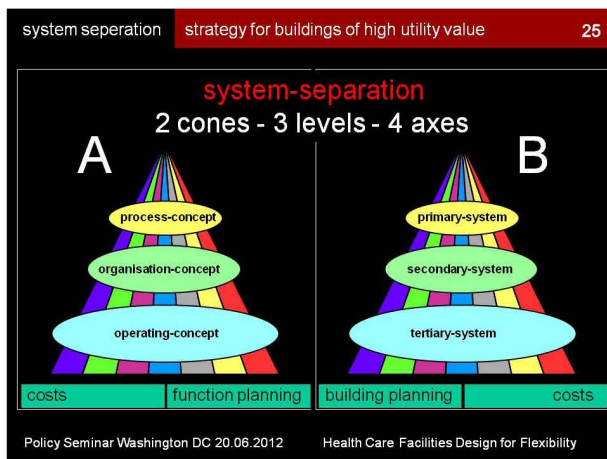 system seperation strategy for buildings of high utility value 25
system-separation
2 cones - 3 levels - 4 axes
A B
process-concept primary-system
organisation-concept secondary-system
operating-concept tertiary-system
costs function planning building planning costs
Policy Seminar Washington DC 20.06.2012 Health Care Facilities Design for Flexibility